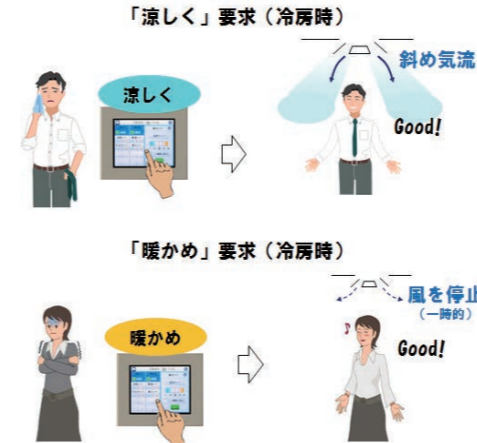 「涼しく」要求（冷房時）
涼しく
斜め気流
Good!
「暖かめ」要求（冷房時）
暖かめ
風を停止
（一時的）
Good!